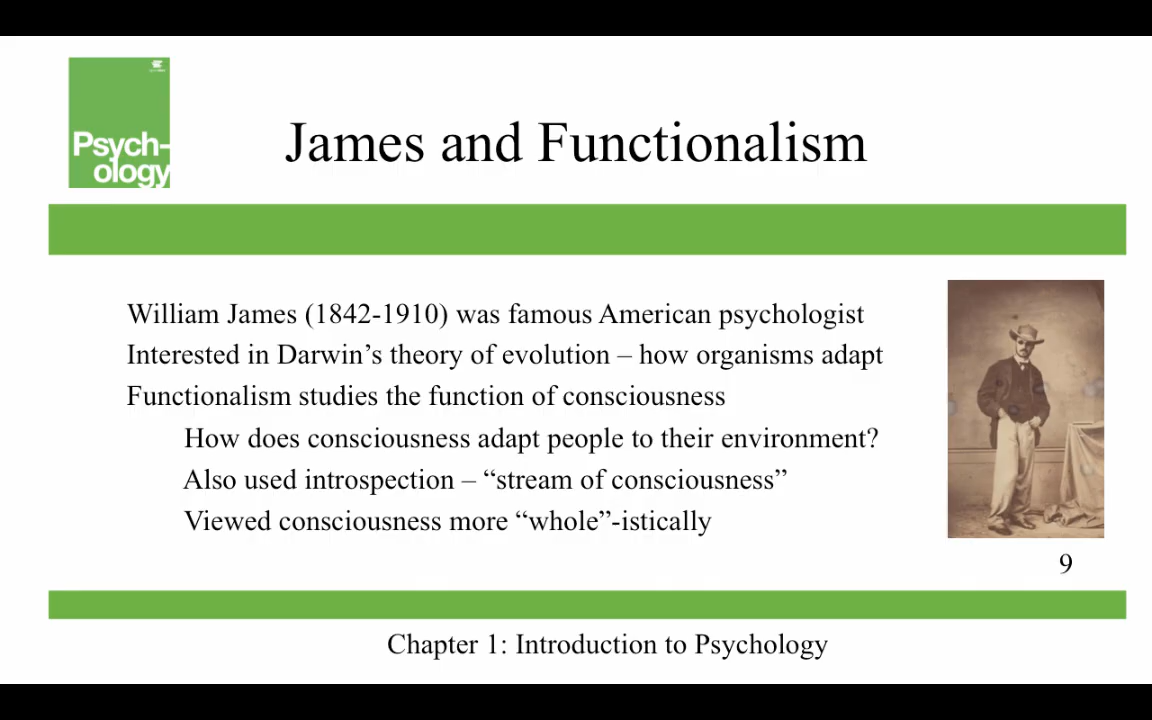 Psych-
ology
James and Functionalism
William James (1842-1910) was famous American psychologist
Interested in Darwin’s theory of evolution – how organisms adapt
Functionalism studies the function of consciousness
How does consciousness adapt people to their environment?
Also used introspection – “stream of consciousness”
Viewed consciousness more “whole”-istically
9
Chapter 1: Introduction to Psychology